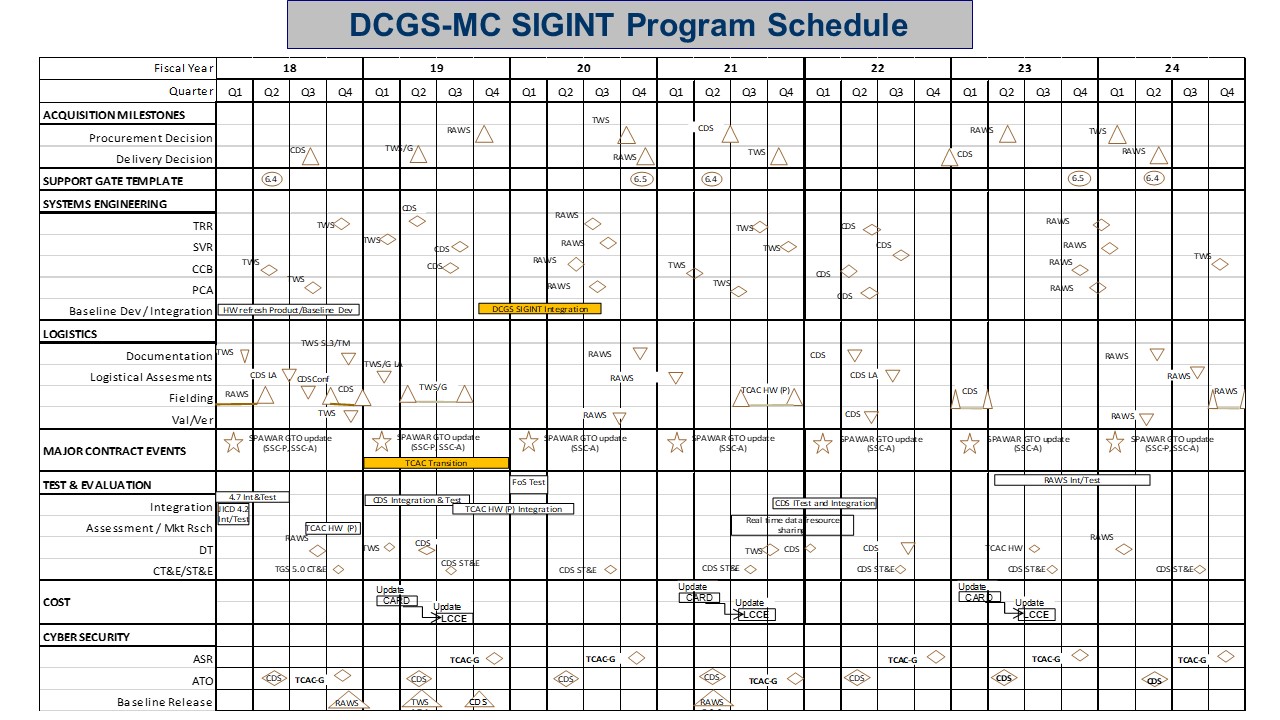 DCGS-MC SIGINT Program Schedule
Fiscal Year 18 19 20 21 22 23 24
Quarter Q1 Q2 Q3 Q4 Q1 Q2 Q3 Q4 Q1 Q2 Q3 Q4 Q1 Q2 Q3 Q4 Q1 Q2 Q3 Q4 Q1 Q2 Q3 Q4 Q1 Q2 Q3 Q4
ACQUISITION MILESTONES
Procurement Decision RAWS TWS CDS RAWS TWS
Delivery Decision CDS TWS/G RAWS TWS CDS RAWS
SUPPORT GATE TEMPLATE 6.4 6.5 6.4 6.5 6.4
SYSTEMS ENGINEERING
TRR TWS CDS RAWS TWS CDS RAWS
SVR TWS CDS RAWS TWS CDS RAWS
CCB TWS CDS RAWS TWS CDS RAWS TWS
PCA TWS RAWS TWS CDS RAWS
Baseline Dev/Integration HW refresh Product/Baseline Dev DCGS SIGINT Integration
LOGISTICS
Documentation TWS TWS SL3/TM RAWS CDS RAWS
Logistical Assesments CDS LA CDSConf TWS/G LA RAWS CDS LA RAWS
Fielding RAWS CDS TWS/G TCAC HW (P) CDS RAWS
Val/Ver TWS RAWS CDS RAWS
MAJOR CONTRACT EVENTS
SPAWAR GTO update SPAWAR GTO update SPAWAR GTO update SPAWAR GTO update SPAWAR GTO update SPAWAR GTO update SPAWAR GTO update
(SSC-P, SSC-A) (SSC-P, SSC-A) (SSC-A) (SSC-A) (SSC-A) (SSC-A) (SSC-P, SSC-A)
TCAC Transition
TEST & EVALUATION FoS Test RAWS Int/Test
Integration 4.7 Int&Test CDS Integration & Test TCAC HW (P) Integration CDS ITest and Integration
Int/Test
Assessment / Mkt Rsch TCAC HW (P) Real time data resource
sharing
DT RAWS TWS CDS TWS CDS CDS TCAC HW RAWS
CT&E/ST&E TGS 5.0 CT&E CDS ST&E CDS ST&E CDS ST&E CDS ST&E CDS ST&E CDS ST&E
COST
Update Update Update
CARD CARD CARD
Update Update Update
LCCE LCCE LCCE
CYBER SECURITY
ASR TCAC-G TCAC-G TCAC-G TCAC-G TCAC-G
ATO CDS TCAC-G CDS CDS CDS TCAC-G CDS CDS CDS
Baseline Release RAWS TWS CDS RAWS